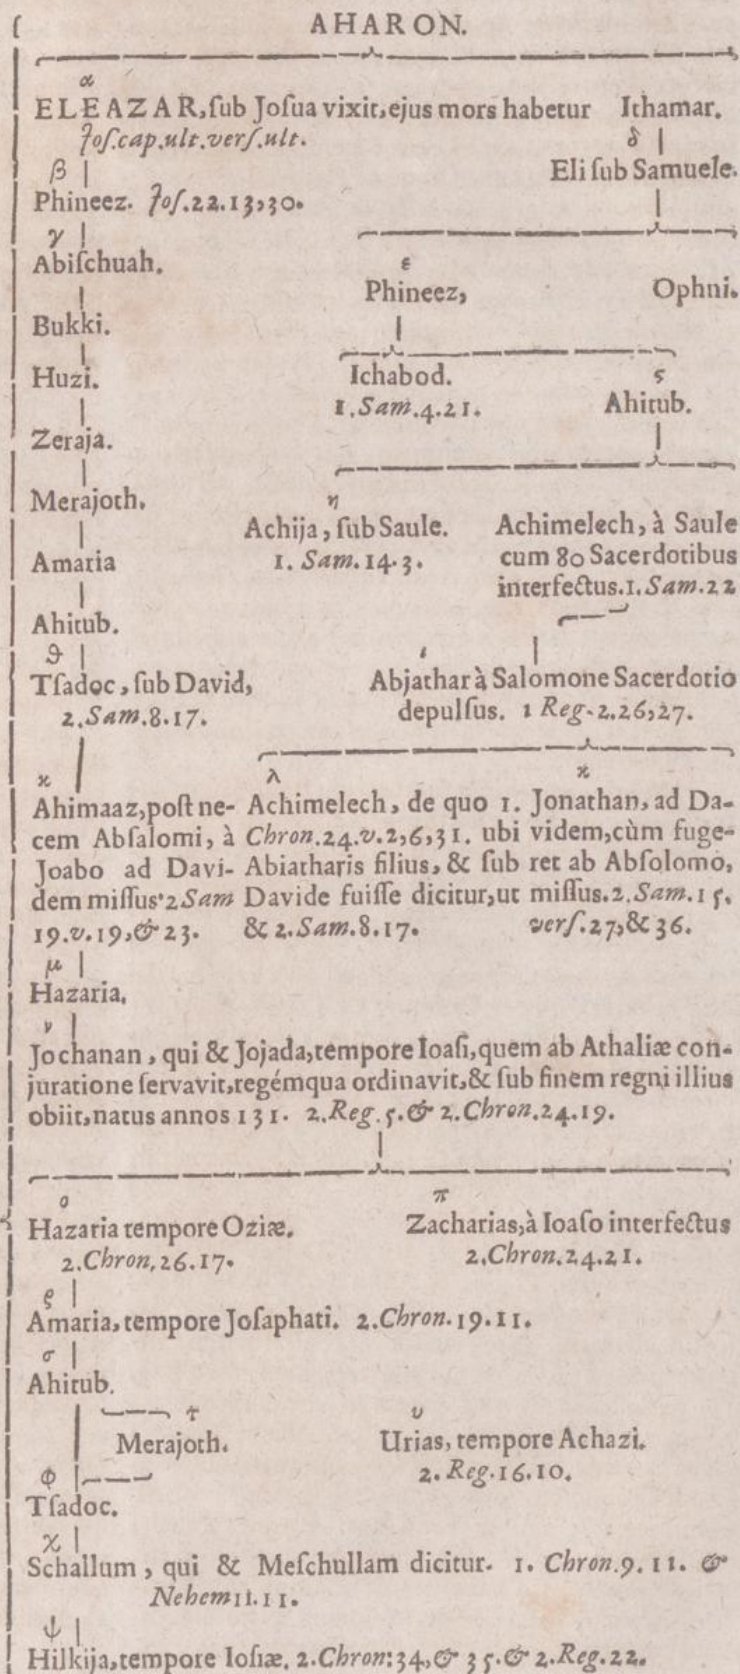 AHARON.
α
ELEAZAR, ſub Joſua vixit, ejus mors habetur Ithamar.
Joſ.cap.ult.verſ.ult. δ
β Eli ſub Samuele.
Phineez. Joſ.22.13,30.
γ
Abiſchuah.
ε
Phineez, Ophni.
Bukki.
Huzi. Ichabod. ς
1.Sam.4.21. Ahitub.
Zeraja.
Merajoth. η
Achija, ſub Saule. Achimelech, à Saule
Amaria 1. Sam.14.3. cum 80 Sacerdotibus
interfectus.1.Sam.22
Ahitub.
ϑ ι
Tſadoc, ſub David, Abjathar à Salomone Sacerdotio
2.Sam.8.17. depulſus. 1 Reg.2.26,27.
κ λ κ
Ahimaaz, poſt ne- Achimelech, de quo 1. Jonathan, ad Da-
cem Abſalomi, à Chron.24.v.2,6,31. ubi videm, cùm fuge-
Joabo ad Davi- Abiatharis filius, & ſub ret ab Abſolomo,
dem miſſus 2 Sam Davide fuiſſe dicitur, ut miſſus.2.Sam.15.
19.v.19,& 23. & 2.Sam.8.17. verſ.27,& 36.
μ
Hazaria,
ν
Jochanan, qui & Jojada, tempore Ioaſi, quem ab Athaliæ con-
juratione ſervavit, regémqua ordinavit, & ſub finem regni illius
obiit, natus annos 131. 2.Reg.5.& 2.Chron.24.19.
ο π
Hazaria tempore Oziæ. Zacharias, à Ioaſo interfectus
2.Chron.26.17. 2.Chron.24.21.
ϱ
Amaria, tempore Joſaphati. 2.Chron.19.11.
σ
Ahitub.
τ υ
Merajoth. Urias, tempore Achazi.
φ 2. Reg.16.10.
Tſadoc.
χ
Schallum, qui & Meſchullam dicitur. 1. Chron.9.11. &
Nehem 11.11.
ψ
Hilkija, tempore Ioſiæ. 2.Chron:34,& 35.& 2.Reg.22.